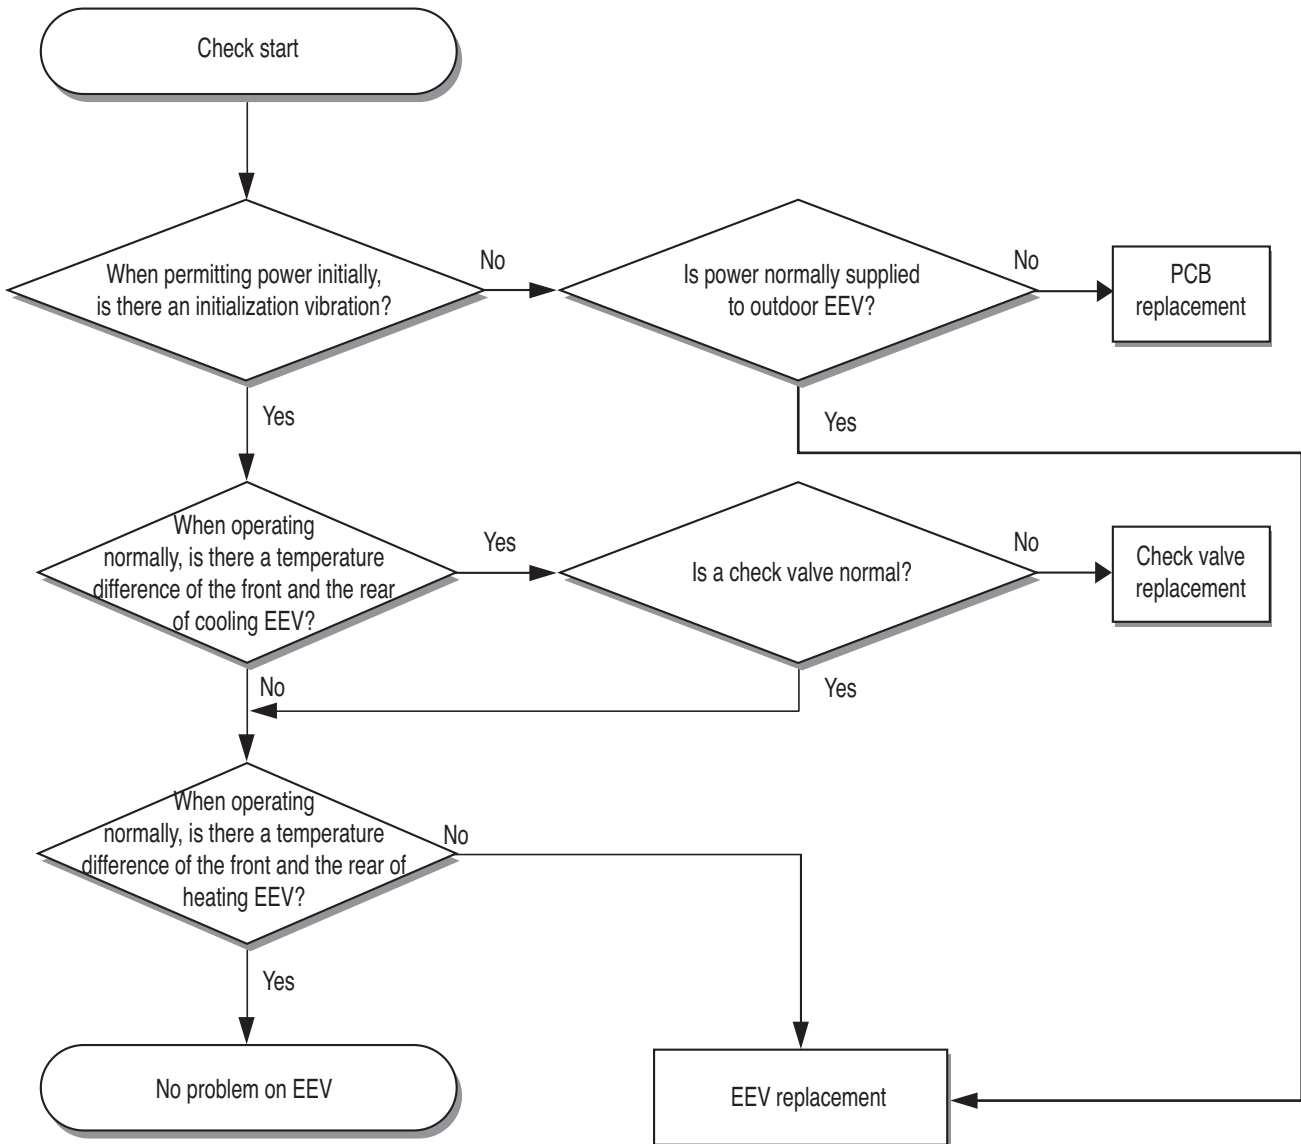 Check start
When permitting power initially,
is there an initialization vibration?
No
Is power normally supplied
to outdoor EEV?
No
PCB
replacement
Yes
Yes
When operating
normally, is there a temperature
difference of the front and the rear
of cooling EEV?
Yes
Is a check valve normal?
No
Check valve
replacement
No
Yes
When operating
normally, is there a temperature
difference of the front and the rear of
heating EEV?
No
Yes
No problem on EEV
EEV replacement